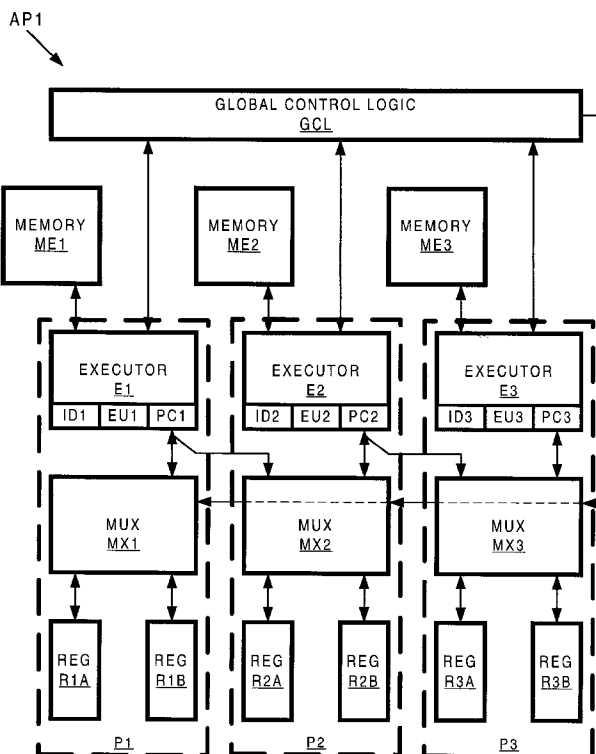 AP1
GLOBAL CONTROL LOGIC
GCL
MEMORY
ME1
MEMORY
ME2
MEMORY
ME3
EXECUTOR
E1
ID1 EU1 PC1
EXECUTOR
E2
ID2 EU2 PC2
EXECUTOR
E3
ID3 EU3 PC3
MUX
MX1
MUX
MX2
MUX
MX3
REG
R1A
REG
R1B
REG
R2A
REG
R2B
REG
R3A
REG
R3B
P1
P2
P3